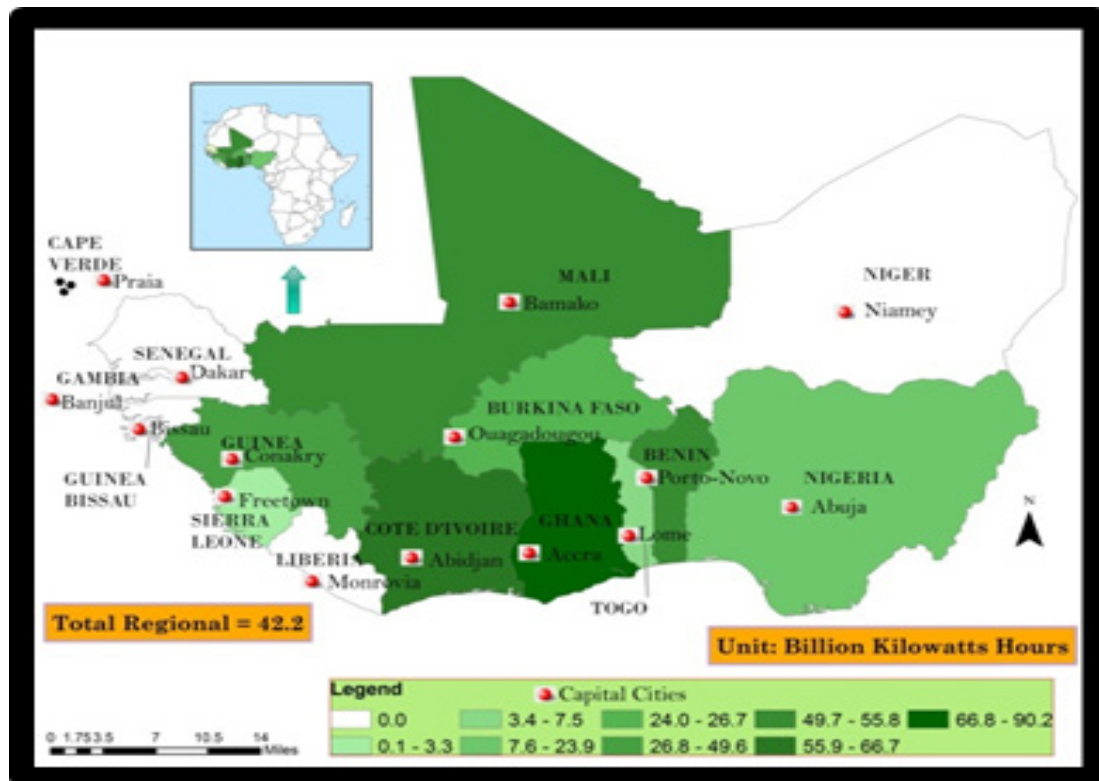 CAPE
VERDE
Praia
MALI
Bamako
NIGER
Niamey
SENEGAL
Dakar
GAMBIA
Banjul
Bissau
GUINEA
BISSAU
GUINEA
Conakry
BURKINA FASO
Ouagadougou
BENIN
Porto-Novo
NIGERIA
Abuja
Freetown
SIERRA
LEONE
COTE D'IVOIRE
Abidjan
GHANA
Accra
Lome
TOGO
LIBERIA
Monrovia
N
Total Regional = 42.2
Unit: Billion Kilowatts Hours
Legend
Capital Cities
0.0 3.4 - 7.5 24.0 - 26.7 49.7 - 55.8 66.8 - 90.2
0.1 - 3.3 7.6 - 23.9 26.8 - 49.6 55.9 - 66.7
0 1.75 3.5 7 10.5 14
Miles